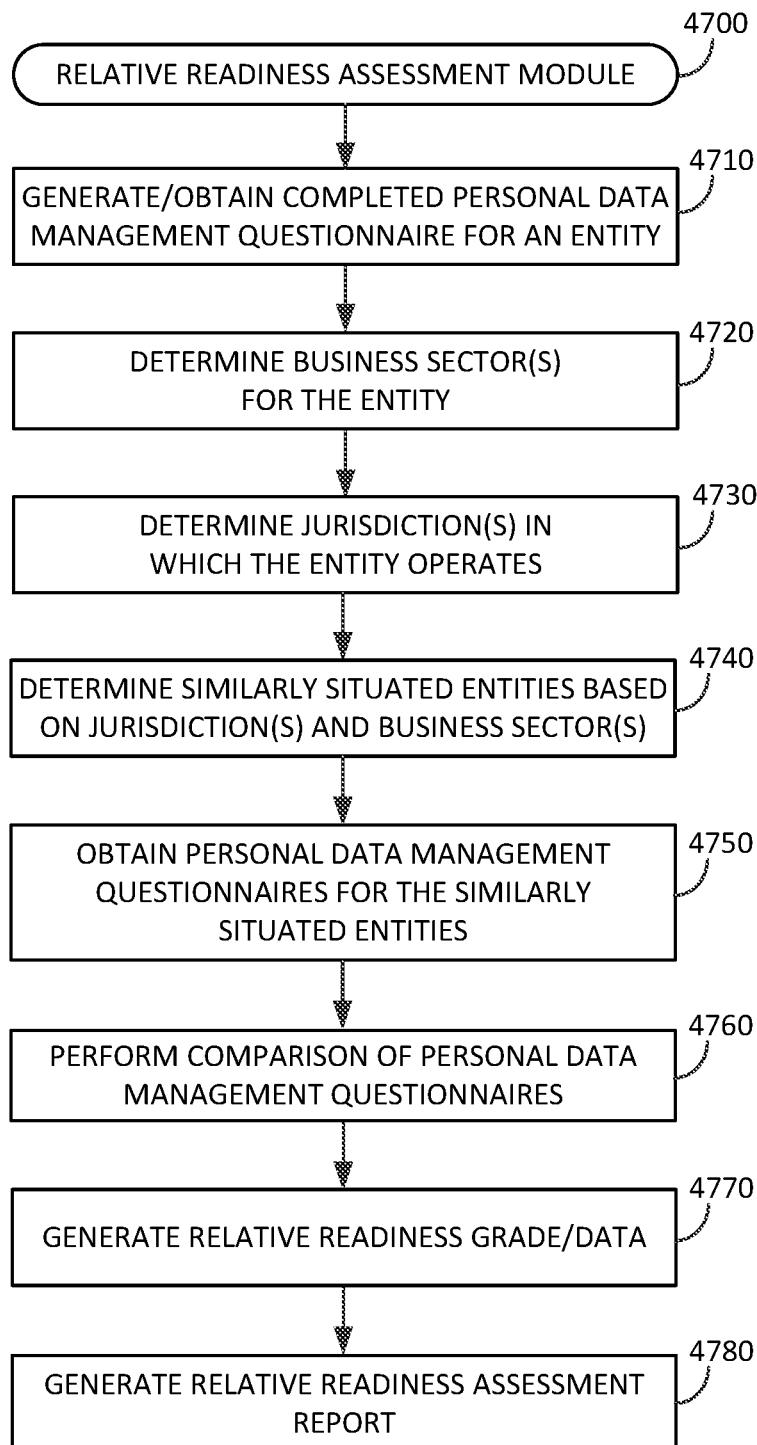 4700
RELATIVE READINESS ASSESSMENT MODULE
4710
GENERATE/OBTAIN COMPLETED PERSONAL DATA
MANAGEMENT QUESTIONNAIRE FOR AN ENTITY
4720
DETERMINE BUSINESS SECTOR(S)
FOR THE ENTITY
4730
DETERMINE JURISDICTION(S) IN
WHICH THE ENTITY OPERATES
4740
DETERMINE SIMILARLY SITUATED ENTITIES BASED
ON JURISDICTION(S) AND BUSINESS SECTOR(S)
4750
OBTAIN PERSONAL DATA MANAGEMENT
QUESTIONNAIRES FOR THE SIMILARLY
SITUATED ENTITIES
4760
PERFORM COMPARISON OF PERSONAL DATA
MANAGEMENT QUESTIONNAIRES
4770
GENERATE RELATIVE READINESS GRADE/DATA
4780
GENERATE RELATIVE READINESS ASSESSMENT
REPORT